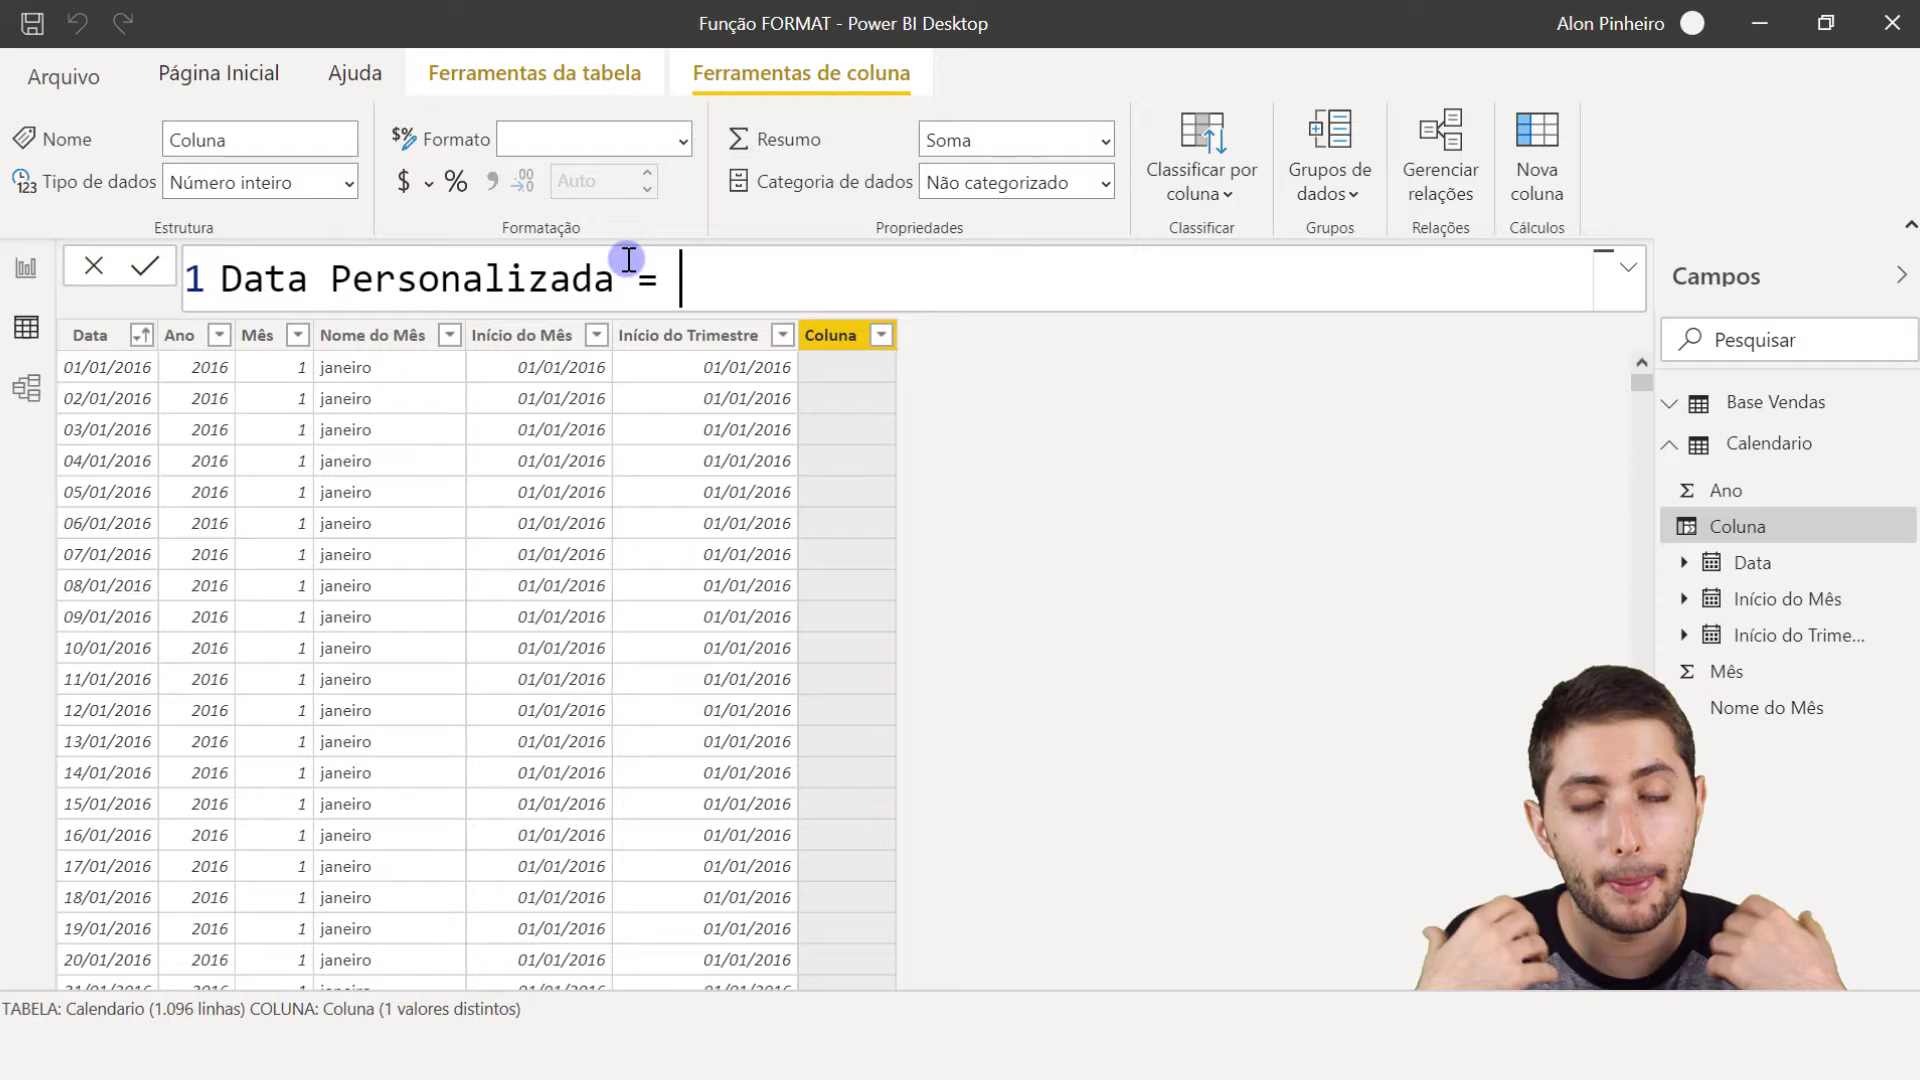 Função FORMAT - Power BI Desktop
Alon Pinheiro
Arquivo
Página Inicial
Ajuda
Ferramentas da tabela
Ferramentas de coluna
Nome
Coluna
Tipo de dados
Número inteiro
Estrutura
Formato
$ % 9 .00
Auto
Formatação
Resumo
Soma
Categoria de dados
Não categorizado
Propriedades
Classificar por coluna
Classificar
Grupos de dados
Grupos
Gerenciar relações
Relações
Nova coluna
Cálculos
1 Data Personalizada =
Data Ano Mês Nome do Mês Início do Mês Início do Trimestre Coluna
01/01/2016 2016 1 janeiro 01/01/2016 01/01/2016
02/01/2016 2016 1 janeiro 01/01/2016 01/01/2016
03/01/2016 2016 1 janeiro 01/01/2016 01/01/2016
04/01/2016 2016 1 janeiro 01/01/2016 01/01/2016
05/01/2016 2016 1 janeiro 01/01/2016 01/01/2016
06/01/2016 2016 1 janeiro 01/01/2016 01/01/2016
07/01/2016 2016 1 janeiro 01/01/2016 01/01/2016
08/01/2016 2016 1 janeiro 01/01/2016 01/01/2016
09/01/2016 2016 1 janeiro 01/01/2016 01/01/2016
10/01/2016 2016 1 janeiro 01/01/2016 01/01/2016
11/01/2016 2016 1 janeiro 01/01/2016 01/01/2016
12/01/2016 2016 1 janeiro 01/01/2016 01/01/2016
13/01/2016 2016 1 janeiro 01/01/2016 01/01/2016
14/01/2016 2016 1 janeiro 01/01/2016 01/01/2016
15/01/2016 2016 1 janeiro 01/01/2016 01/01/2016
16/01/2016 2016 1 janeiro 01/01/2016 01/01/2016
17/01/2016 2016 1 janeiro 01/01/2016 01/01/2016
18/01/2016 2016 1 janeiro 01/01/2016 01/01/2016
19/01/2016 2016 1 janeiro 01/01/2016 01/01/2016
20/01/2016 2016 1 janeiro 01/01/2016 01/01/2016
Campos
Pesquisar
Base Vendas
Calendario
Ano
Coluna
Data
Início do Mês
Início do Trime...
Mês
Nome do Mês
TABELA: Calendario (1.096 linhas) COLUNA: Coluna (1 valores distintos)